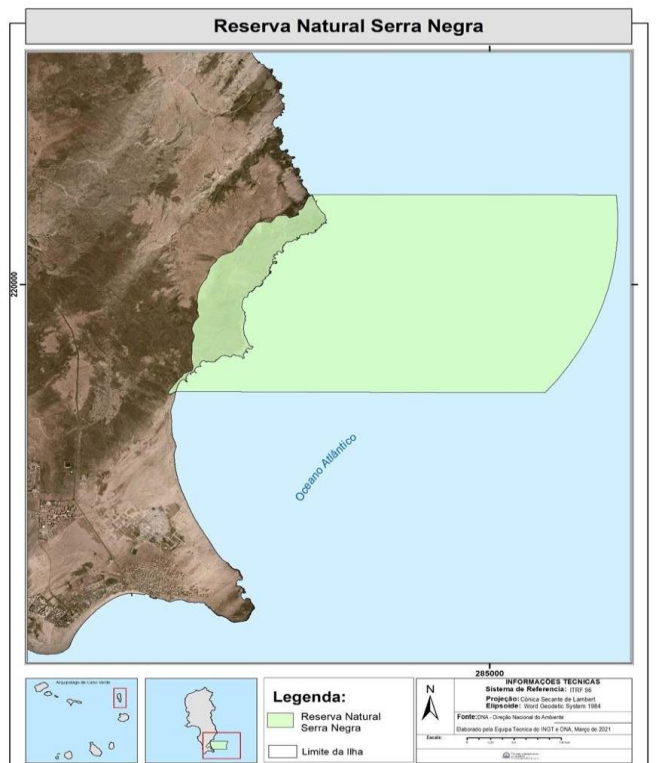 Reserva Natural Serra Negra
220000
Oceano Atlântico
285000
Arquipélago de Cabo Verde
N
Legenda:
Reserva Natural
Serra Negra
Limite da Ilha
INFORMAÇÕES TÉCNICAS
Sistema de Referencia: ITRF 96
Projeção: Cônica Secante de Lambert
Elipsoide: Word Geodetic System 1984
Fonte:DNA - Direção Nacional do Ambiente
Elaborado pela Equipa Técnica do INGT e DNA, Março de 2021
Escala: